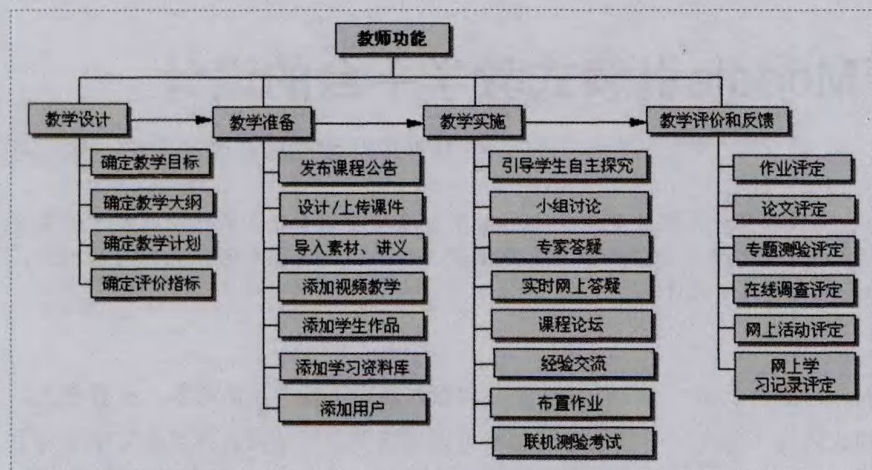 教师功能
教学设计
教学准备
教学实施
教学评价和反馈
确定教学目标
确定教学大纲
确定教学计划
确定评价指标
发布课程公告
设计/上传课件
导入素材、讲义
添加视频教学
添加学生作品
添加学习资料库
添加用户
引导学生自主探究
小组讨论
专家答疑
实时网上答疑
课程论坛
经验交流
布置作业
联机测验考试
作业评定
论文评定
专题测验评定
在线调查评定
网上活动评定
网上学
习记录评定